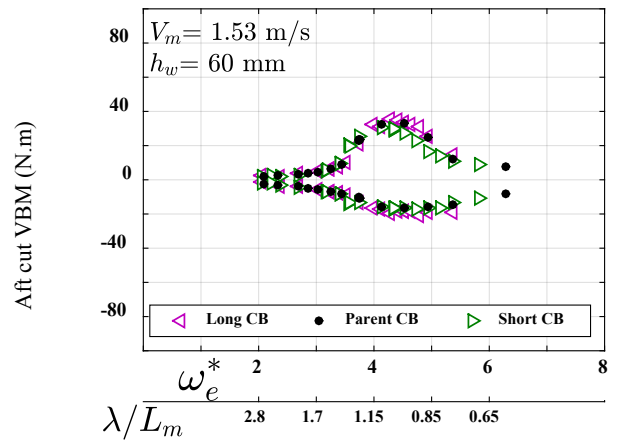 V_m= 1.53 m/s
h_w= 60 mm
Aft cut VBM (N.m)
80
40
0
-40
-80
Long CB Parent CB Short CB
2 4 6 8
ω_e^*
λ/L_m
2.8 1.7 1.15 0.85 0.65